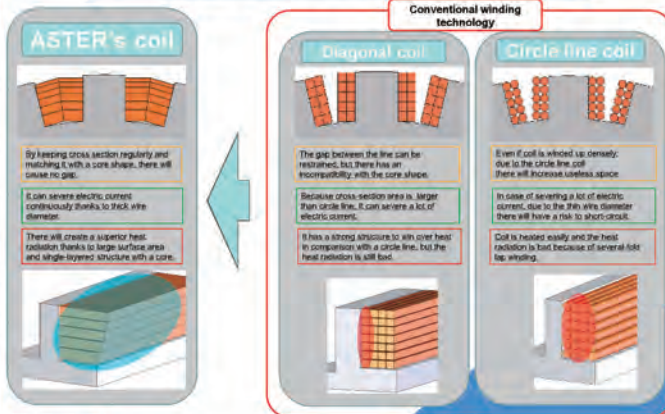 Conventional winding
technology
ASTER's coil
Diagonal coil
Circle line coil
By keeping cross section regularly and
matching it with a core shape, there will
cause no gap.
It can severe electric current
continuously thanks to thick wire
diameter.
There will create a superior heat
radiation thanks to large surface area
and single-layered structure with a core.
The gap between the line can be
restrained, but there has an
incompatibility with the core shape.
Because cross-section area is larger
than circle line, it can severe a lot of
electric current.
It has a strong structure to win over heat
in comparison with a circle line, but the
heat radiation is still bad.
Even if coil is winded up densely,
due to the circle line coil
there will increase useless space.
In case of severing a lot of electric
current, due to the thin wire diameter
there will have a risk to short-circuit.
Coil is heated easily and the heat
radiation is bad because of several-fold
lap winding.